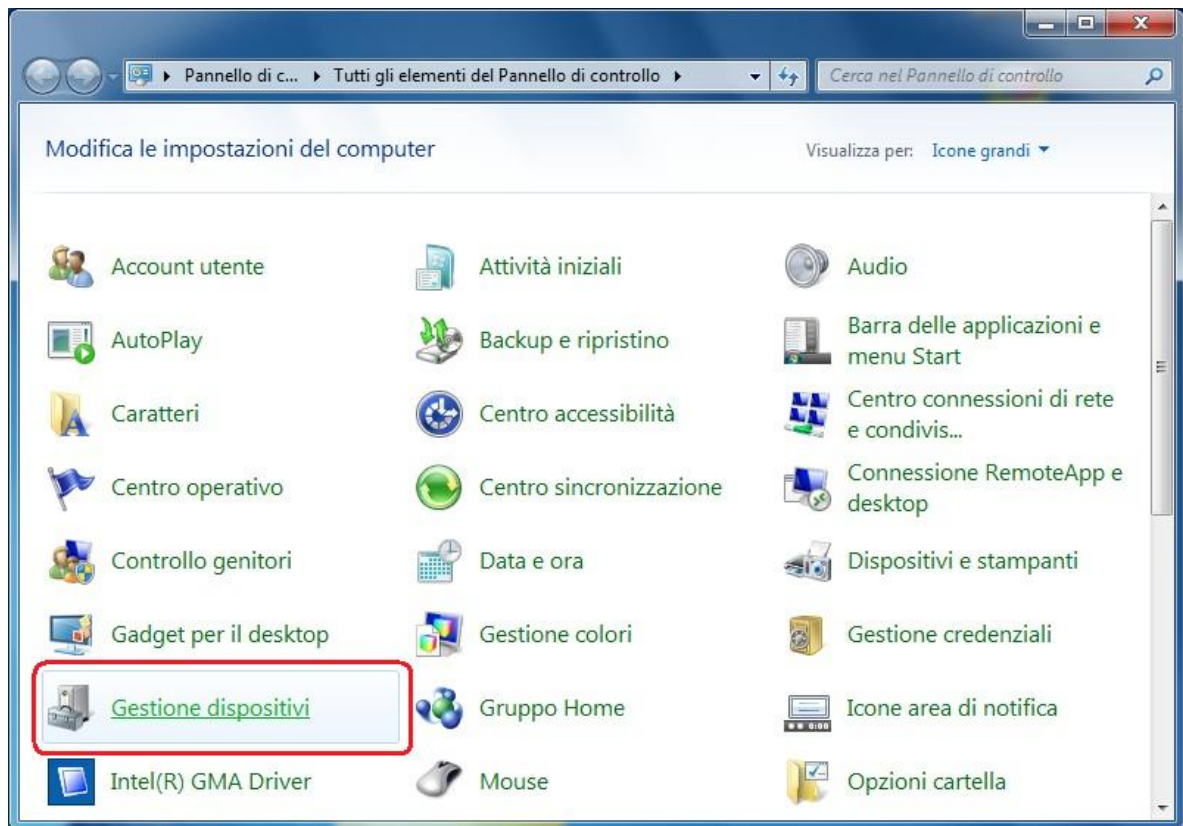 Pannello di c... Tutti gli elementi del Pannello di controllo
Cerca nel Pannello di controllo
Modifica le impostazioni del computer
Visualizza per: Icone grandi
Account utente
Attività iniziali
Audio
AutoPlay
Backup e ripristino
Barra delle applicazioni e
menu Start
Caratteri
Centro accessibilità
Centro connessioni di rete
e condivis...
Centro operativo
Centro sincronizzazione
Connessione RemoteApp e
desktop
Controllo genitori
Data e ora
Dispositivi e stampanti
Gadget per il desktop
Gestione colori
Gestione credenziali
Gestione dispositivi
Gruppo Home
Icone area di notifica
Intel(R) GMA Driver
Mouse
Opzioni cartella